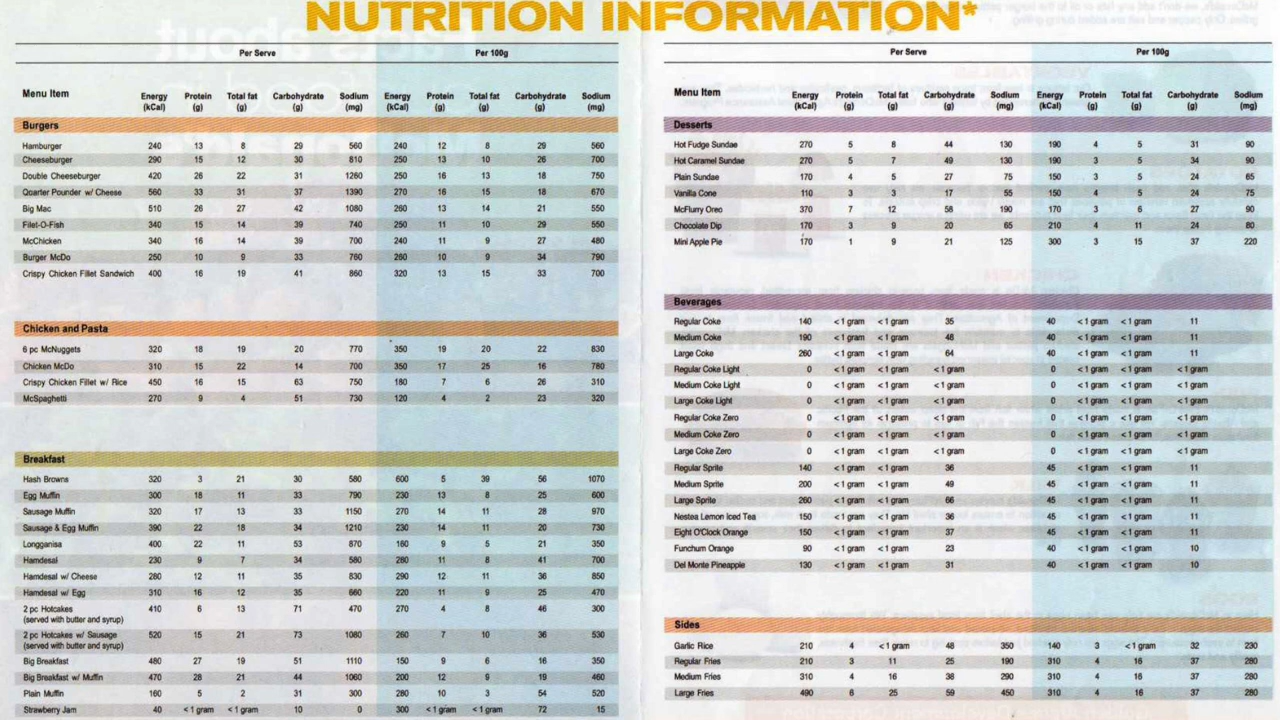 NUTRITION INFORMATION*
Per Serve Per 100g
Menu Item Energy (kCal) Protein (g) Total fat (g) Carbohydrate (g) Sodium (mg) Energy (kCal) Protein (g) Total fat (g) Carbohydrate (g) Sodium (mg)
Burgers
Hamburger 240 13 8 29 560 240 12 8 29 560
Cheeseburger 290 15 12 30 810 250 13 10 26 700
Double Cheeseburger 420 26 22 31 1260 250 16 13 18 750
Quarter Pounder w/ Cheese 560 33 31 37 1390 270 16 15 18 670
Big Mac 510 26 27 42 1080 260 13 14 21 550
Filet-O-Fish 340 15 14 39 740 250 11 10 29 550
McChicken 340 16 14 39 700 240 11 9 27 480
Burger McDo 250 10 9 33 760 260 10 9 34 790
Crispy Chicken Fillet Sandwich 400 16 19 41 860 320 13 15 33 700
Chicken and Pasta
6 pc McNuggets 320 18 19 20 770 350 19 20 22 830
Chicken McDo 310 15 22 14 700 350 17 25 16 780
Crispy Chicken Fillet w/ Rice 450 16 15 63 750 180 7 6 26 310
McSpaghetti 270 9 4 51 730 120 4 2 23 320
Breakfast
Hash Browns 320 3 21 30 580 600 5 39 56 1070
Egg Muffin 300 18 11 33 790 230 13 8 25 600
Sausage Muffin 320 17 13 33 1150 270 14 11 28 970
Sausage & Egg Muffin 390 22 18 34 1210 230 14 11 20 730
Longganisa 400 22 11 53 870 160 9 5 21 350
Hamdesal 230 9 7 34 580 280 11 8 41 700
Hamdesal w/ Cheese 280 12 11 35 830 290 12 11 36 850
Hamdesal w/ Egg 310 16 12 35 660 220 11 9 25 470
2 pc Hotcakes 410 6 13 71 470 270 4 8 46 300
(served with butter and syrup)
2 pc Hotcakes w/ Sausage 520 15 21 73 1080 260 7 10 36 530
(served with butter and syrup)
Big Breakfast 480 27 19 51 1110 150 9 6 16 350
Big Breakfast w/ Muffin 470 28 21 44 1060 200 12 9 19 460
Plain Muffin 160 5 2 31 300 280 10 3 54 520
Strawberry Jam 40 <1 gram <1 gram 10 0 300 <1 gram <1 gram 72 15
Per Serve Per 100g
Menu Item Energy (kCal) Protein (g) Total fat (g) Carbohydrate (g) Sodium (mg) Energy (kCal) Protein (g) Total fat (g) Carbohydrate (g) Sodium (mg)
Desserts
Hot Fudge Sundae 270 5 8 44 130 190 4 5 31 90
Hot Caramel Sundae 270 5 7 49 130 190 3 5 34 90
Plain Sundae 170 4 5 27 75 150 3 5 24 65
Vanilla Cone 110 3 3 17 55 150 4 5 24 75
McFlurry Oreo 370 7 12 58 190 170 3 6 27 90
Chocolate Dip 170 3 9 20 65 210 4 11 24 80
Mini Apple Pie 170 1 9 21 125 300 3 15 37 220
Beverages
Regular Coke 140 <1 gram <1 gram 35 40 <1 gram <1 gram 11
Medium Coke 190 <1 gram <1 gram 48 40 <1 gram <1 gram 11
Large Coke 260 <1 gram <1 gram 64 40 <1 gram <1 gram 11
Regular Coke Light 0 <1 gram <1 gram <1 gram 0 <1 gram <1 gram <1 gram
Medium Coke Light 0 <1 gram <1 gram <1 gram 0 <1 gram <1 gram <1 gram
Large Coke Light 0 <1 gram <1 gram <1 gram 0 <1 gram <1 gram <1 gram
Regular Coke Zero 0 <1 gram <1 gram <1 gram 0 <1 gram <1 gram <1 gram
Medium Coke Zero 0 <1 gram <1 gram <1 gram 0 <1 gram <1 gram <1 gram
Large Coke Zero 0 <1 gram <1 gram <1 gram 0 <1 gram <1 gram <1 gram
Regular Sprite 140 <1 gram <1 gram 36 45 <1 gram <1 gram 11
Medium Sprite 200 <1 gram <1 gram 49 45 <1 gram <1 gram 11
Large Sprite 260 <1 gram <1 gram 66 45 <1 gram <1 gram 11
Nestea Lemon Iced Tea 150 <1 gram <1 gram 36 45 <1 gram <1 gram 11
Eight O'Clock Orange 150 <1 gram <1 gram 37 45 <1 gram <1 gram 11
Funchum Orange 90 <1 gram <1 gram 23 40 <1 gram <1 gram 10
Del Monte Pineapple 130 <1 gram <1 gram 31 40 <1 gram <1 gram 10
Sides
Garlic Rice 210 4 <1 gram 48 350 140 3 <1 gram 32 230
Regular Fries 210 3 11 25 190 310 4 16 37 280
Medium Fries 310 4 16 38 290 310 4 16 37 280
Large Fries 490 6 25 59 450 310 4 16 37 280